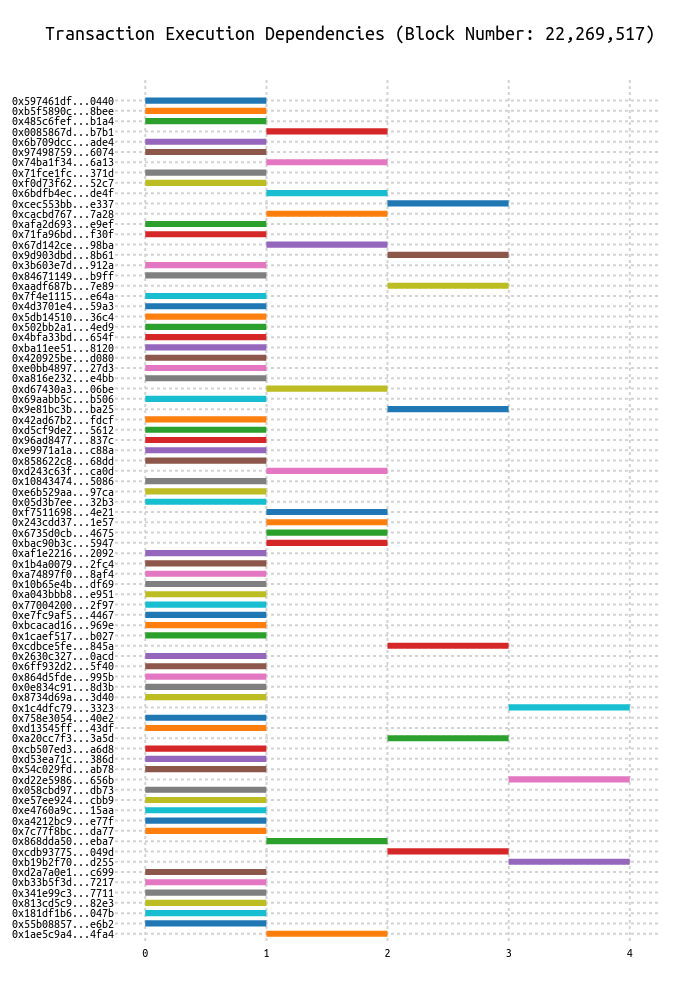 Transaction Execution Dependencies (Block Number: 22,269,517)
0x597461df...0440
0xb5f5890c...8bee
0x485c6fef...b1a4
0x0085867d...b7b1
0x6b709dcc...ade4
0x97498759...6074
0x74ba1f34...6a13
0x71fce1fc...371d
0xf0d73f62...52c7
0x6bdfb4ec...de4f
0xcec553bb...e337
0xcacbd767...7a28
0xafa2d693...e9ef
0x71fa96bd...f30f
0x67d142ce...98ba
0x9d903dbd...8b61
0x3b603e7d...912a
0x84671149...b9ff
0xaadf687b...7e89
0x7f4e1115...e64a
0x4d3701e4...59a3
0x5db14510...36c4
0x502bb2a1...4ed9
0x4bfa33bd...654f
0xba11ee51...8120
0x420925be...d080
0xe0bb4897...27d3
0xa816e232...e4bb
0xd67430a3...06be
0x69aabb5c...b506
0x9e81bc3b...ba25
0x42ad67b2...fdcf
0xd5cf9de2...5612
0x96ad8477...837c
0xe9971a1a...c88a
0x858622c8...68dd
0xd243c63f...ca0d
0x10843474...5086
0xe6b529aa...97ca
0x05d3b7ee...32b3
0xf7511698...4e21
0x243cdd37...1e57
0x6735d0cb...4675
0xbac90b3c...5947
0xaf1e2216...2092
0x1b4a0079...2fc4
0xa74897f0...8af4
0x10b65e4b...df69
0xa043bbb8...e951
0x77004200...2f97
0xe7fc9af5...4467
0xbcacad16...969e
0x1caef517...b027
0xcdbce5fe...845a
0x2630c327...0acd
0x6ff932d2...5f40
0x864d5fde...995b
0x0e834c91...8d3b
0x8734d69a...3d40
0x1c4dfc79...3323
0x758e3054...40e2
0xd13545ff...43df
0xa20cc7f3...3a5d
0xcb507ed3...a6d8
0xd53ea71c...386d
0x54c029fd...ab78
0xd22e5986...656b
0x058cbd97...db73
0xe57ee924...cbb9
0xe4760a9c...15aa
0xa4212bc9...e77f
0x7c77f8bc...da77
0x868dda50...eba7
0xcdb93775...049d
0xb19b2f70...d255
0xd2a7a0e1...c699
0xb33b5f3d...7217
0x341e99c3...7711
0x813cd5c9...82e3
0x181df1b6...047b
0x55b08857...e6b2
0x1ae5c9a4...4fa4
0 1 2 3 4